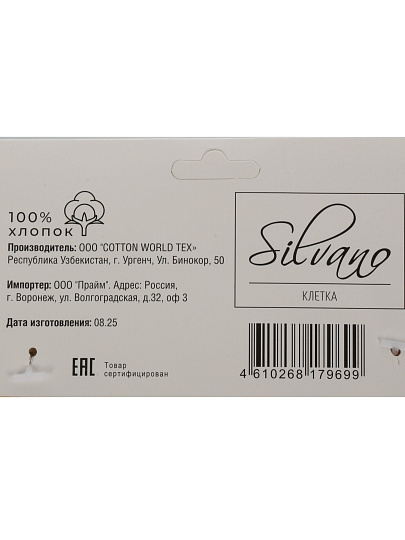 100%
ХЛОПОК
Производитель: ООО "COTTON WORLD TEX»
Республика Узбекистан, г. Ургенч, Ул. Бинокор, 50
Импортер: ООО "Прайм". Адрес: Россия,
г. Воронеж, ул. Волгоградская, д.32, оф 3
Дата изготовления: 08.25
EAC
Товар
сертифицирован
Silvano
КЛЕТКА
4 610268 179699